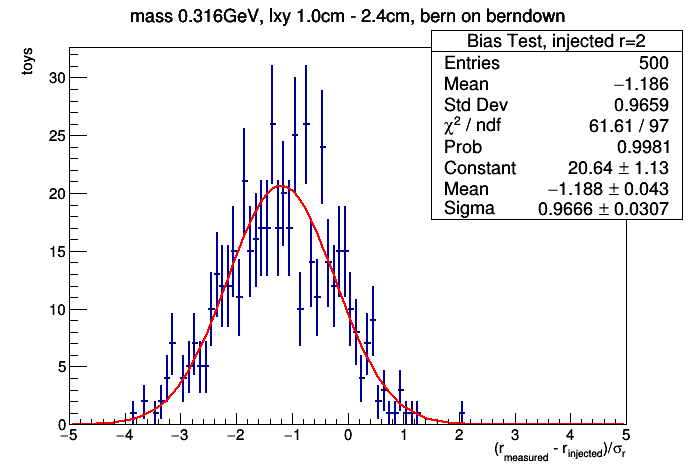 mass 0.316GeV, lxy 1.0cm - 2.4cm, bern on berndown
Bias Test, injected r=2
Entries 500
Mean −1.186
Std Dev 0.9659
χ² / ndf 61.61 / 97
Prob 0.9981
Constant 20.64 ± 1.13
Mean −1.188 ± 0.043
Sigma 0.9666 ± 0.0307
toys
30
25
20
15
10
5
0
−5 −4 −3 −2 −1 0 1 2 3 4 5
(r_measured - r_injected)/σ_r